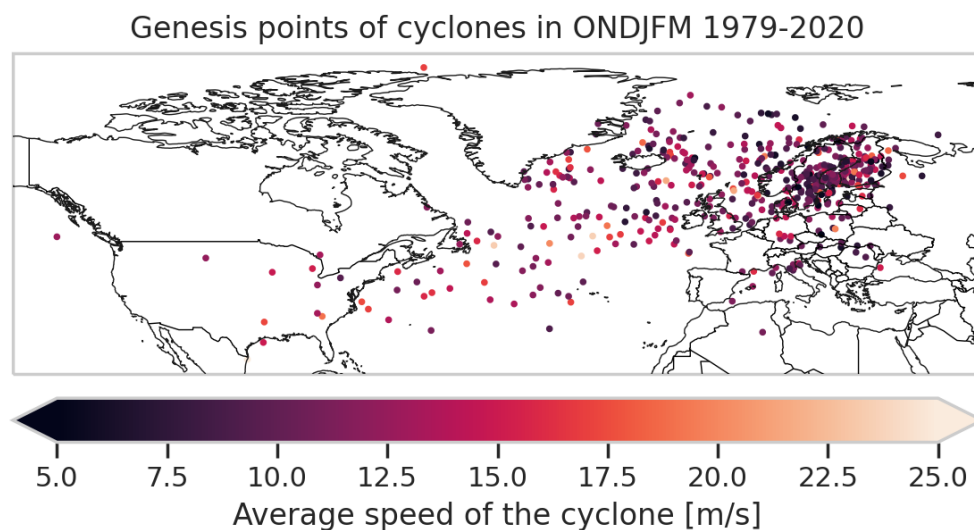 Genesis points of cyclones in ONDJFM 1979-2020
5.0 7.5 10.0 12.5 15.0 17.5 20.0 22.5 25.0
Average speed of the cyclone [m/s]